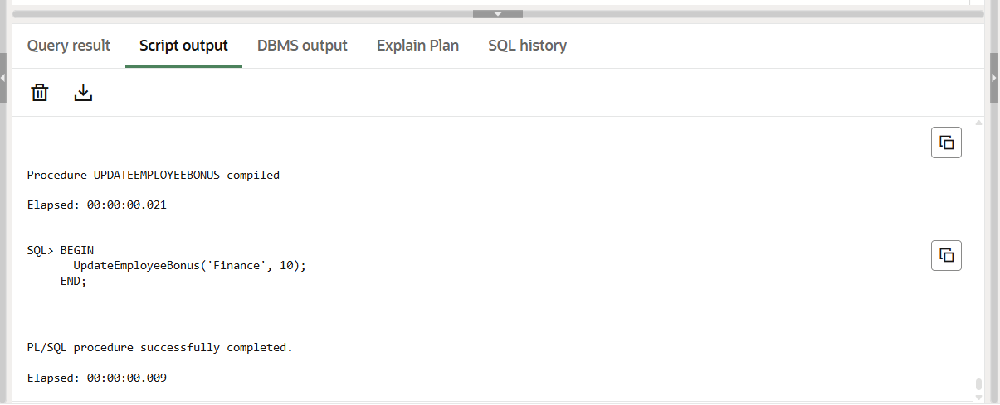 Query result Script output DBMS output Explain Plan SQL history
Procedure UPDATEEMPLOYEEBONUS compiled
Elapsed: 00:00:00.021
SQL> BEGIN
       UpdateEmployeeBonus('Finance', 10);
     END;
PL/SQL procedure successfully completed.
Elapsed: 00:00:00.009